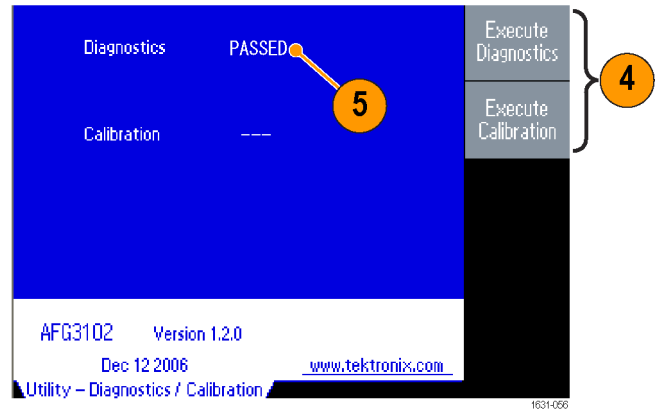 Diagnostics PASSED
Execute Diagnostics
4
5
Calibration ---
Execute Calibration
AFG3102 Version 1.2.0
Dec 12 2006 www.tektronix.com
Utility – Diagnostics / Calibration
1631-056